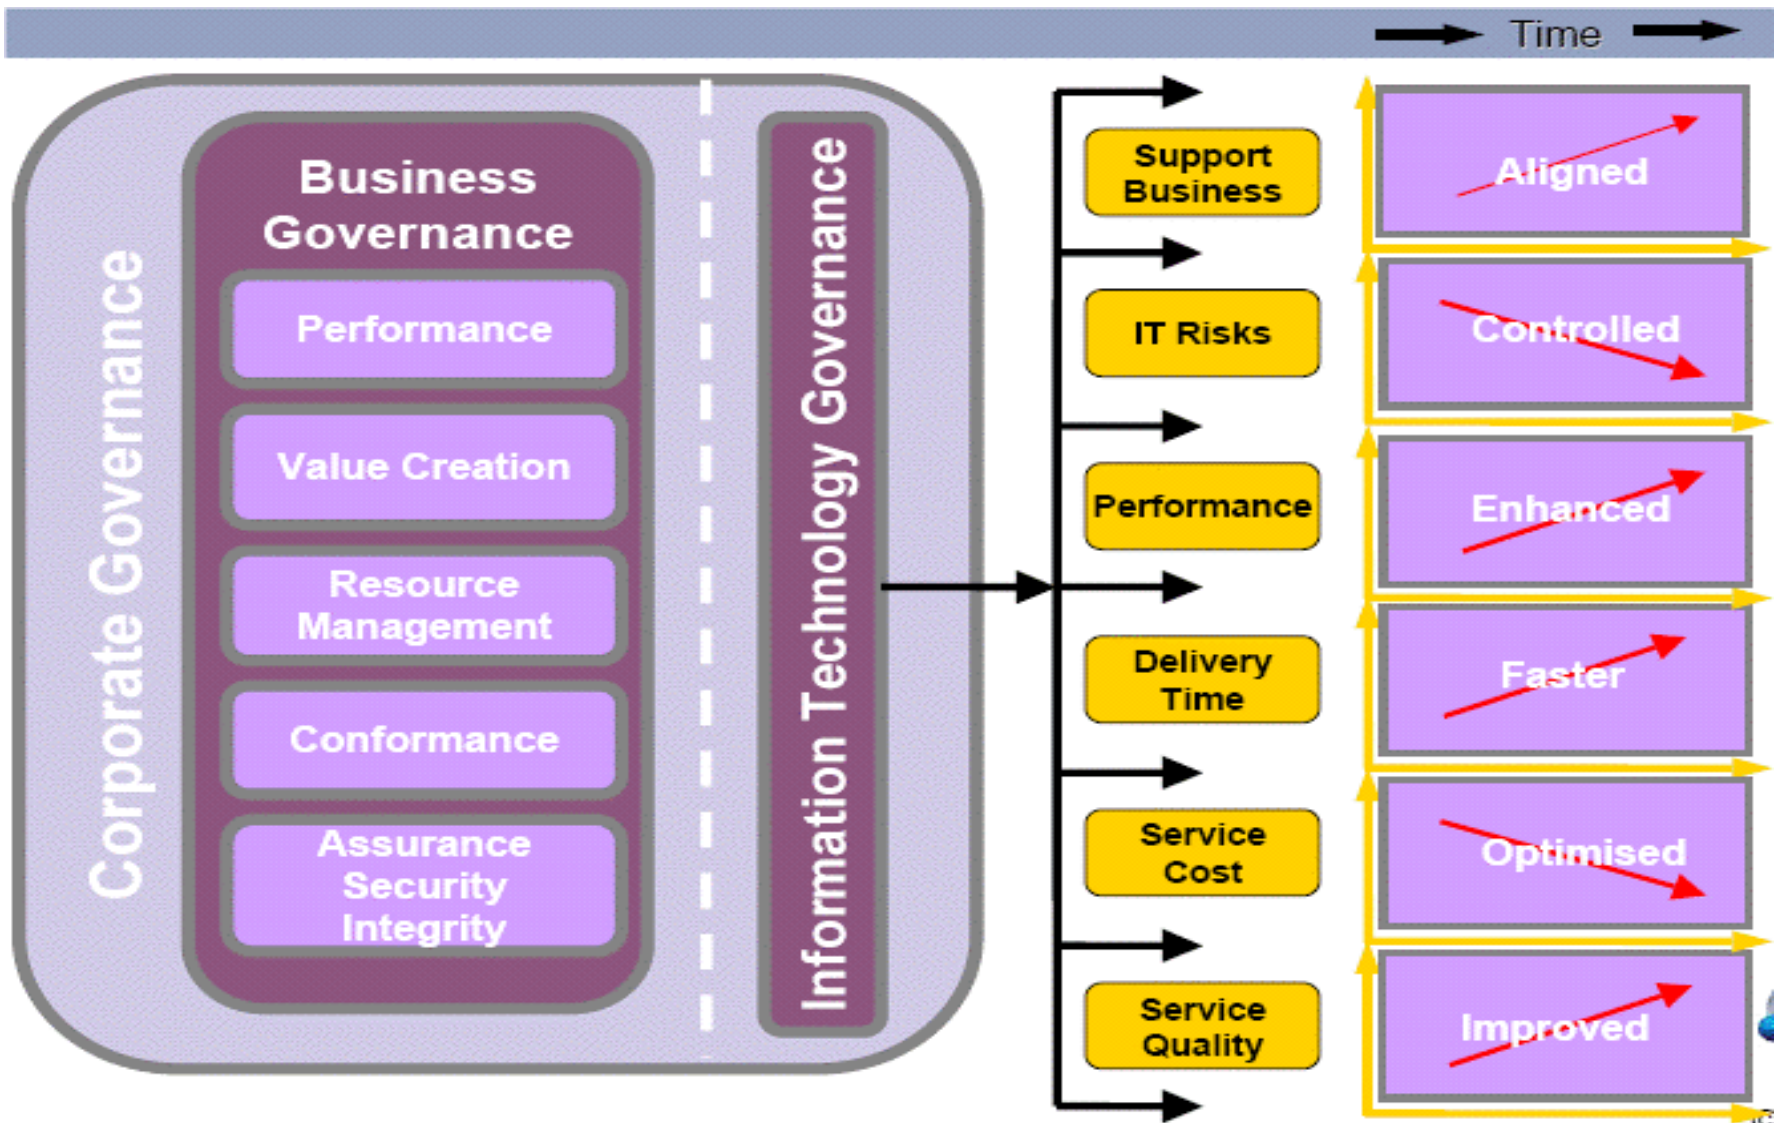 Time
Corporate Governance
Business
Governance
Performance
Value Creation
Resource
Management
Conformance
Assurance
Security
Integrity
Information Technology Governance
Support
Business
Aligned
IT Risks
Controlled
Performance
Enhanced
Delivery
Time
Faster
Service
Cost
Optimised
Service
Quality
Improved